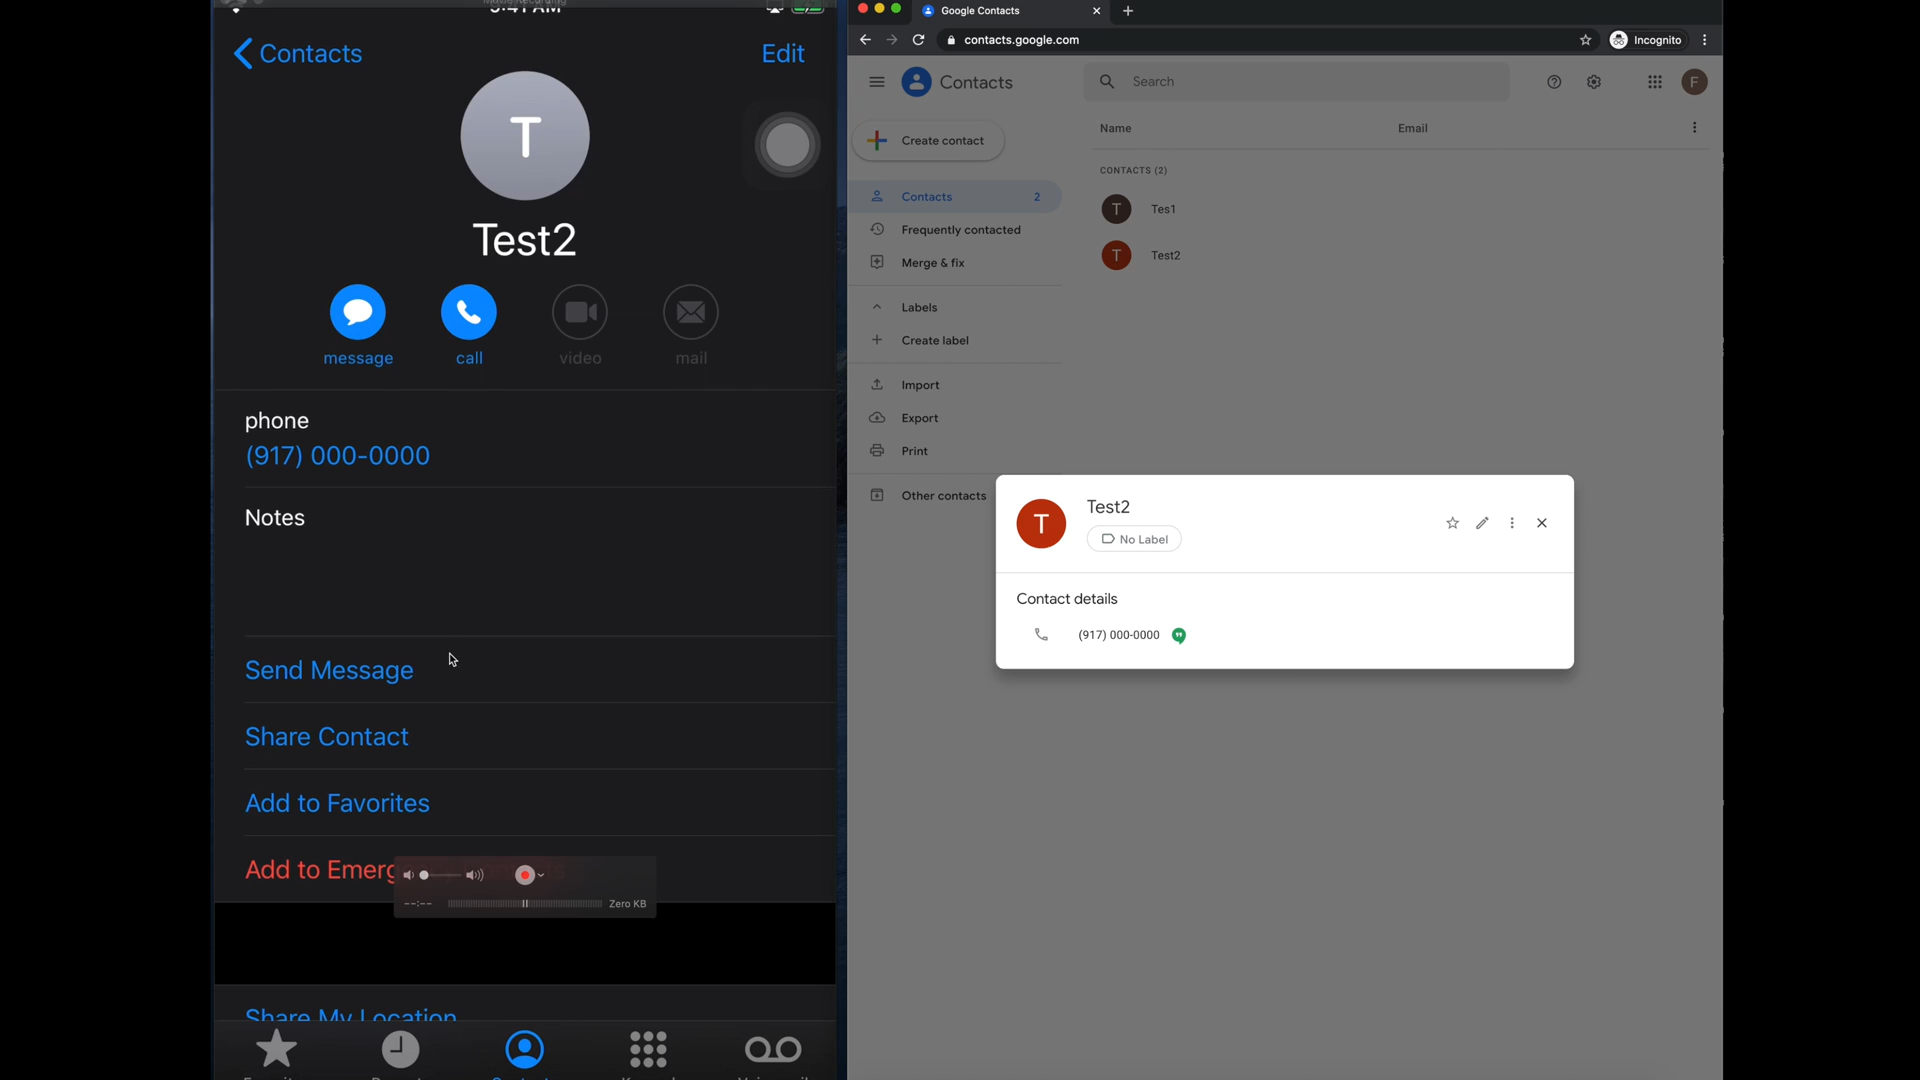 Contacts
Edit
T
Test2
message
call
video
mail
phone
(917) 000-0000
Notes
Send Message
Share Contact
Add to Favorites
Add to Emerg
--:--
Zero KB
Share My Location
Google Contacts
contacts.google.com
Incognito
Contacts
Search
F
Create contact
Contacts 2
Frequently contacted
Merge & fix
Labels
Create label
Import
Export
Print
Other contacts
Name
Email
CONTACTS (2)
T
Tes1
T
Test2
T
Test2
No Label
Contact details
(917) 000-0000